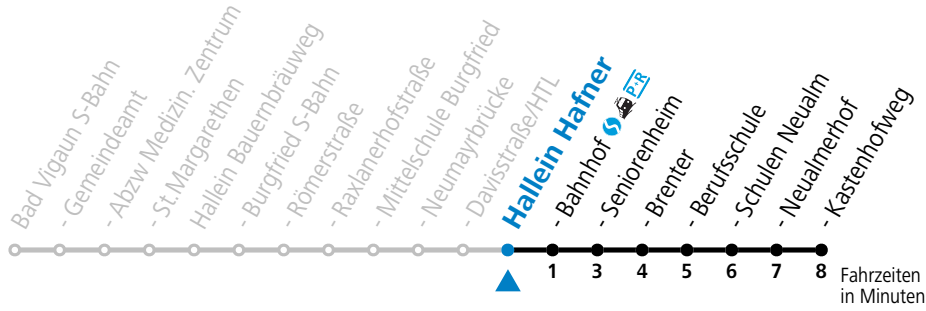 Bad Vigaun S-Bahn
- Gemeindeamt
- Abzw Medizin. Zentrum
- St.Margarethen
Hallein Bauernbräuweg
- Burgfried S-Bahn
- Römerstraße
- Raxlanerhofstraße
- Mittelschule Burgfried
- Neumayrbrücke
- Davisstraße/HTL
Hallein Hafner
- Bahnhof S P+R
- Seniorenheim
- Brenter
- Berufsschule
- Schulen Neualm
- Neualmerhof
- Kastenhofweg
1 3 4 5 6 7 8
Fahrzeiten
in Minuten